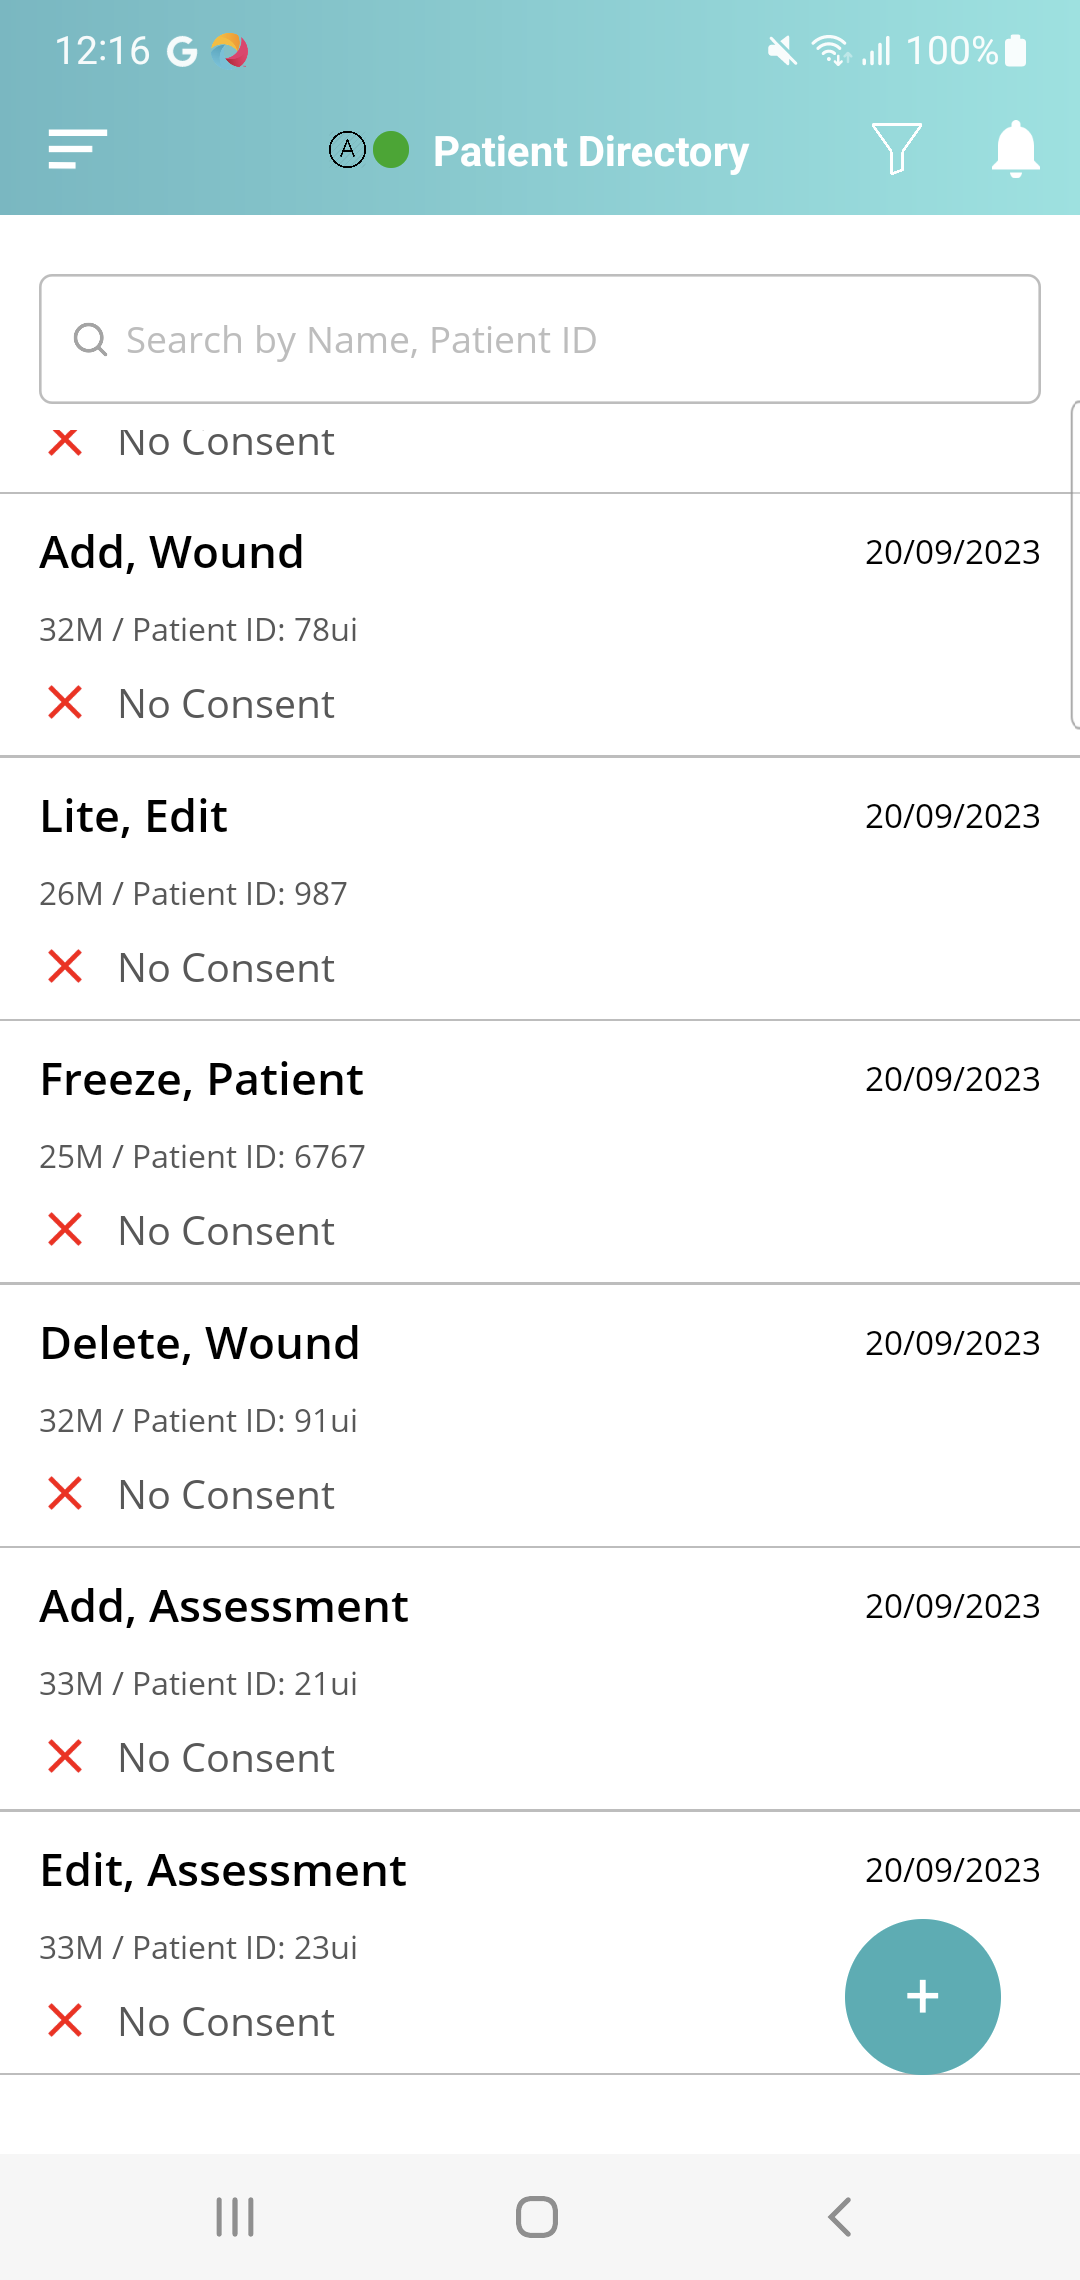 12:16 G 100%
A Patient Directory
Search by Name, Patient ID
No Consent
Add, Wound 20/09/2023
32M / Patient ID: 78ui
No Consent
Lite, Edit 20/09/2023
26M / Patient ID: 987
No Consent
Freeze, Patient 20/09/2023
25M / Patient ID: 6767
No Consent
Delete, Wound 20/09/2023
32M / Patient ID: 91ui
No Consent
Add, Assessment 20/09/2023
33M / Patient ID: 21ui
No Consent
Edit, Assessment 20/09/2023
33M / Patient ID: 23ui
No Consent